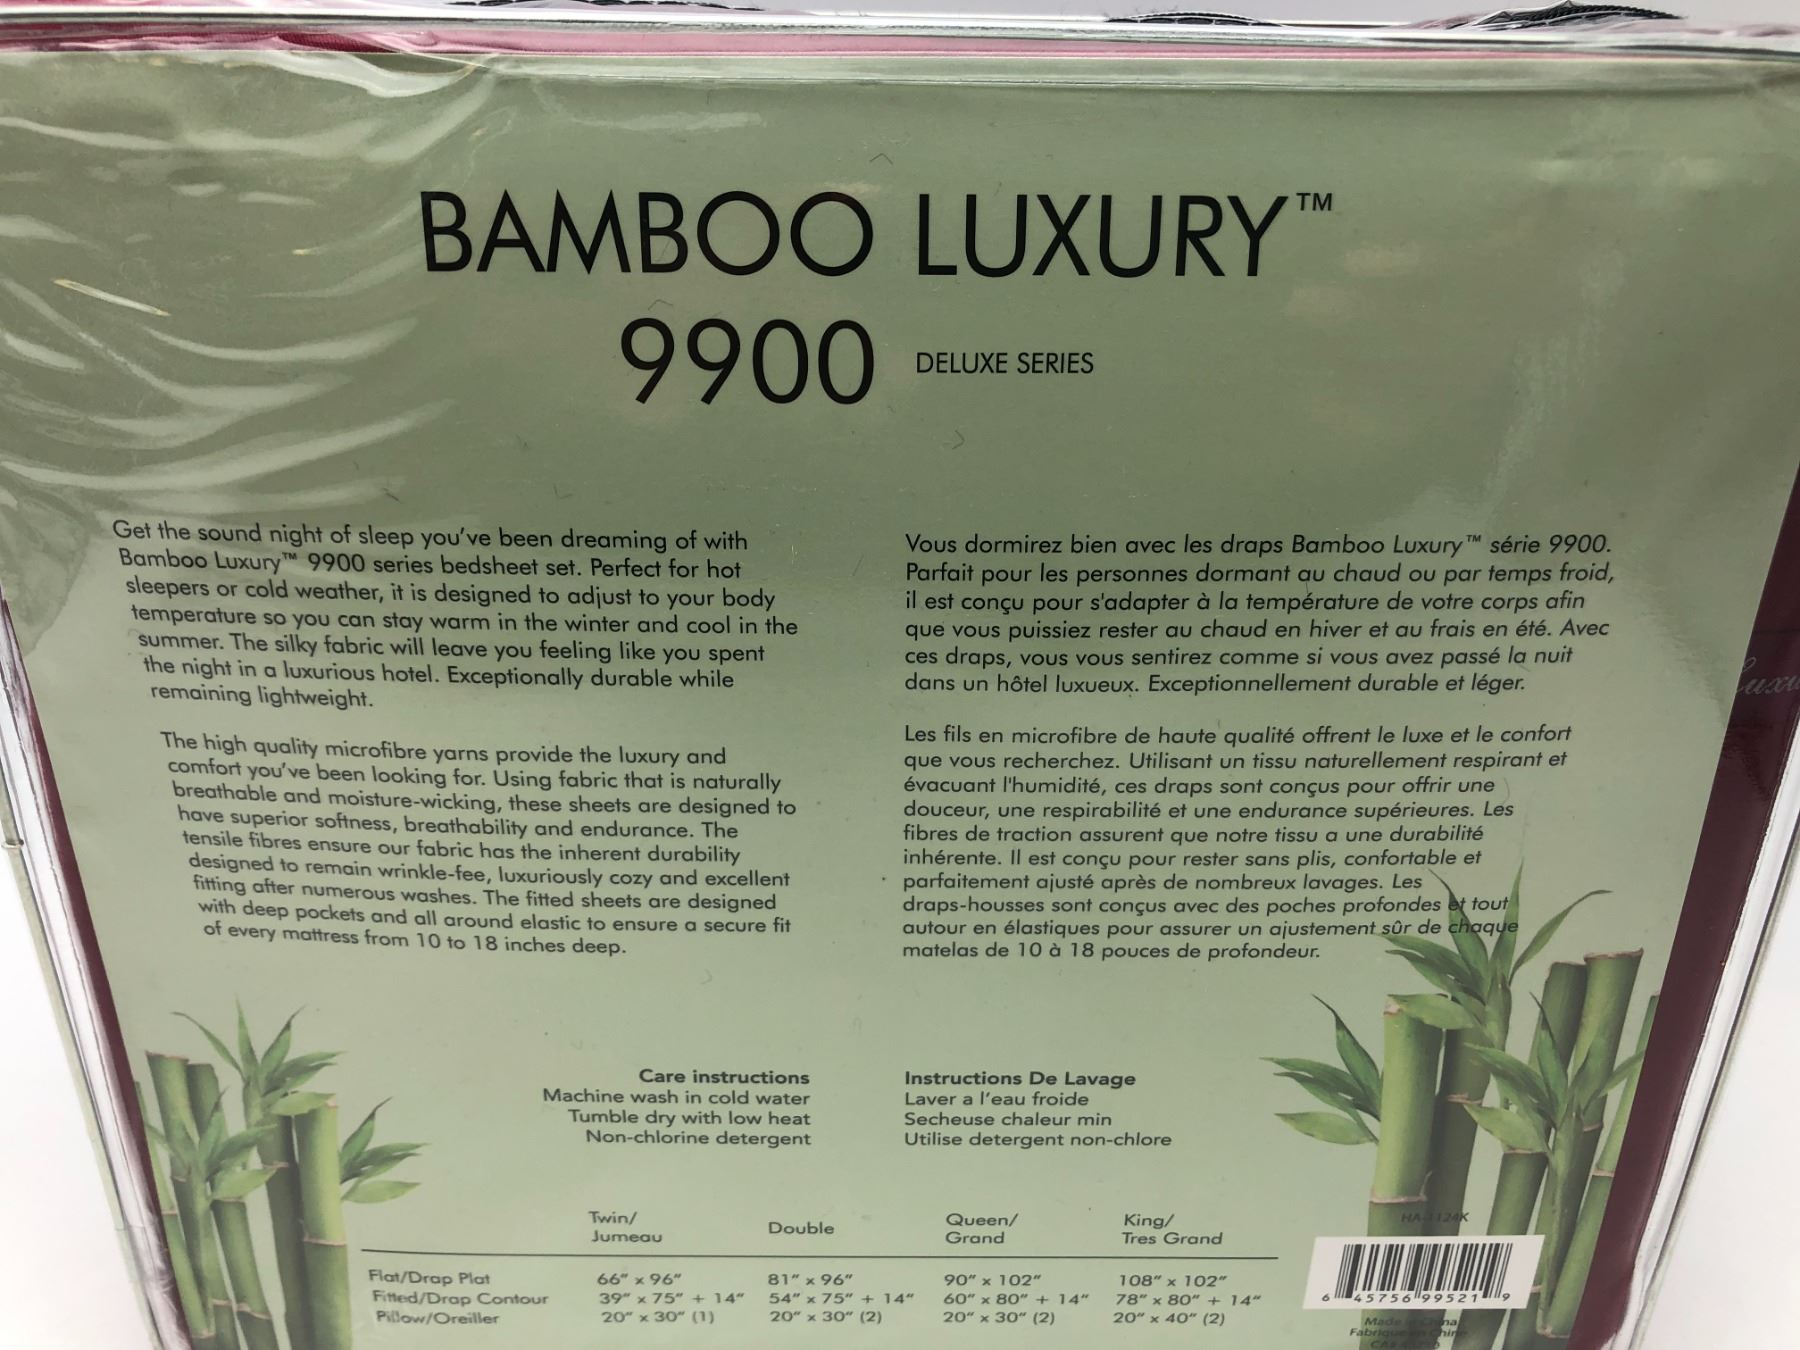 BAMBOO LUXURY™
9900 DELUXE SERIES
Get the sound night of sleep you've been dreaming of with
Bamboo Luxury™ 9900 series bedsheet set. Perfect for hot
sleepers or cold weather, it is designed to adjust to your body
temperature so you can stay warm in the winter and cool in the
summer. The silky fabric will leave you feeling like you spent
the night in a luxurious hotel. Exceptionally durable while
remaining lightweight.
The high quality microfibre yarns provide the luxury and
comfort you've been looking for. Using fabric that is naturally
breathable and moisture-wicking, these sheets are designed to
have superior softness, breathability and endurance. The
tensile fibres ensure our fabric has the inherent durability
designed to remain wrinkle-fee, luxuriously cozy and excellent
fitting after numerous washes. The fitted sheets are designed
with deep pockets and all around elastic to ensure a secure fit
of every mattress from 10 to 18 inches deep.
Vous dormirez bien avec les draps Bamboo Luxury™ série 9900.
Parfait pour les personnes dormant au chaud ou par temps froid,
il est conçu pour s'adapter à la température de votre corps afin
que vous puissiez rester au chaud en hiver et au frais en été. Avec
ces draps, vous vous sentirez comme si vous avez passé la nuit
dans un hôtel luxueux. Exceptionnellement durable et léger.
Les fils en microfibre de haute qualité offrent le luxe et le confort
que vous recherchez. Utilisant un tissu naturellement respirant et
évacuant l'humidité, ces draps sont conçus pour offrir une
douceur, une respirabilité et une endurance supérieures. Les
fibres de traction assurent que notre tissu a une durabilité
inhérente. Il est conçu pour rester sans plis, confortable et
parfaitement ajusté après de nombreux lavages. Les
draps-housses sont conçus avec des poches profondes et tout
autour en élastiques pour assurer un ajustement sûr de chaque
matelas de 10 à 18 pouces de profondeur.
Care instructions
Machine wash in cold water
Tumble dry with low heat
Non-chlorine detergent
Instructions De Lavage
Laver a l'eau froide
Secheuse chaleur min
Utilise detergent non-chlore
Twin/ Double Queen/ King/
Jumeau Grand Tres Grand
Flat/Drap Plat 66" x 96" 81" x 96" 90" x 102" 108" x 102"
Fitted/Drap Contour 39" x 75" + 14" 54" x 75" + 14" 60" x 80" + 14" 78" x 80" + 14"
Pillow/Oreiller 20" x 30" (1) 20" x 30" (2) 20" x 30" (2) 20" x 40" (2)
HA-1124K
6 45756 99521 9
Made in China
Fabrique en Chine